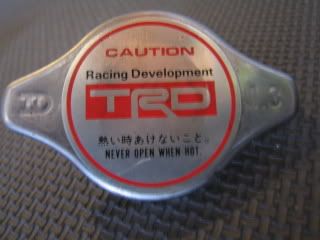 CAUTION
Racing Development
TRD
熱い時あけないこと。
NEVER OPEN WHEN HOT.